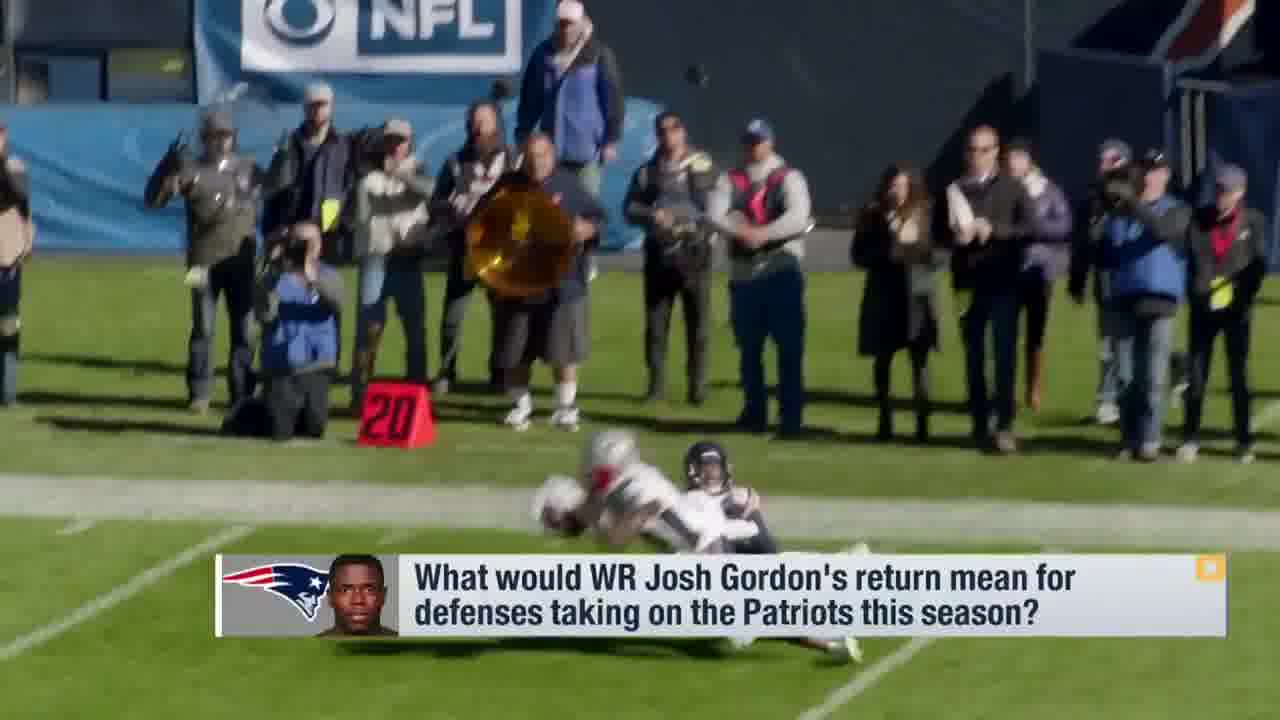 NFL
20
What would WR Josh Gordon's return mean for
defenses taking on the Patriots this season?